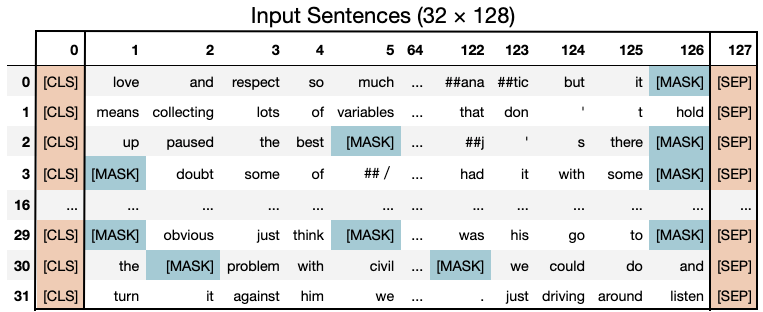 Input Sentences (32 × 128)
0 1 2 3 4 5 64 122 123 124 125 126 127
0 [CLS] love and respect so much ... ##ana ##tic but it [MASK] [SEP]
1 [CLS] means collecting lots of variables ... that don ' t hold [SEP]
2 [CLS] up paused the best [MASK] ... ##j ' s there [MASK] [SEP]
3 [CLS] [MASK] doubt some of ## / ... had it with some [MASK] [SEP]
16 ... ... ... ... ... ... ... ... ... ... ... ... ...
29 [CLS] [MASK] obvious just think [MASK] ... was his go to [MASK] [SEP]
30 [CLS] the [MASK] problem with civil ... [MASK] we could do and [SEP]
31 [CLS] turn it against him we ... . just driving around listen [SEP]